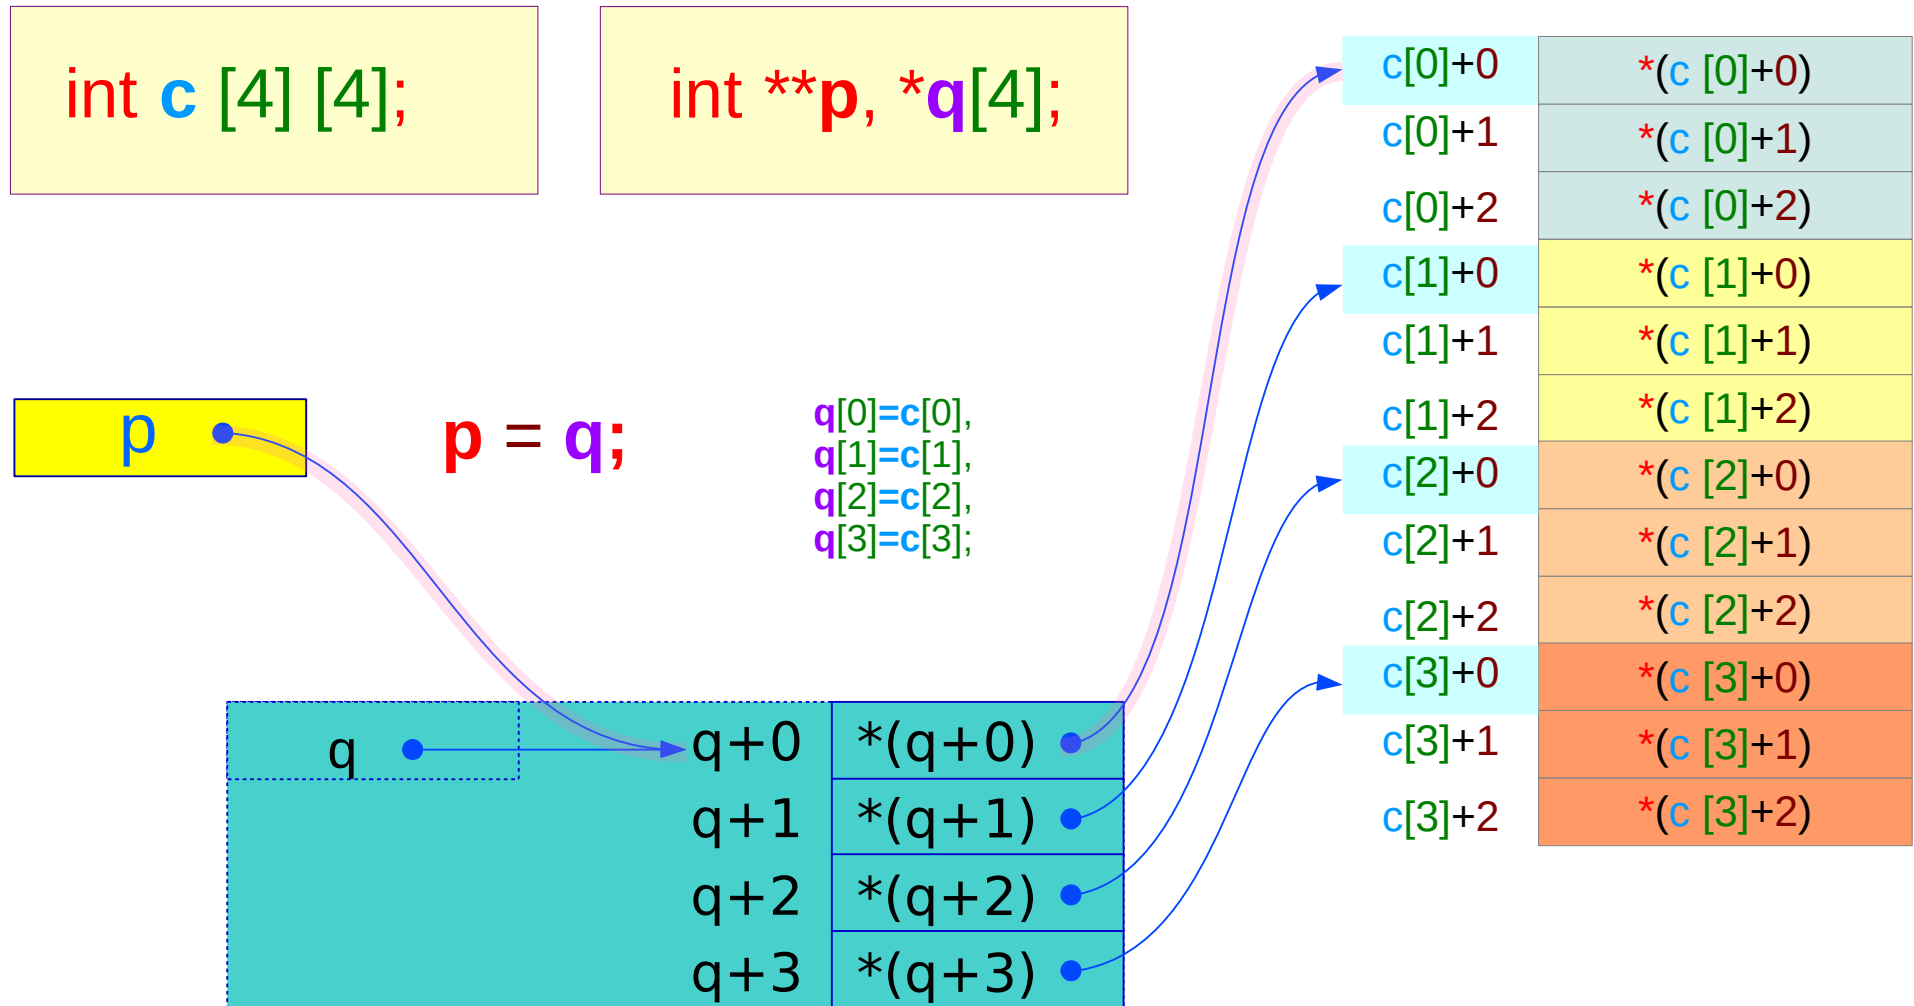 int c [4] [4];
int **p, *q[4];
p
p = q;
q[0]=c[0],
q[1]=c[1],
q[2]=c[2],
q[3]=c[3];
q
q+0 *(q+0)
q+1 *(q+1)
q+2 *(q+2)
q+3 *(q+3)
c[0]+0 *(c [0]+0)
c[0]+1 *(c [0]+1)
c[0]+2 *(c [0]+2)
c[1]+0 *(c [1]+0)
c[1]+1 *(c [1]+1)
c[1]+2 *(c [1]+2)
c[2]+0 *(c [2]+0)
c[2]+1 *(c [2]+1)
c[2]+2 *(c [2]+2)
c[3]+0 *(c [3]+0)
c[3]+1 *(c [3]+1)
c[3]+2 *(c [3]+2)